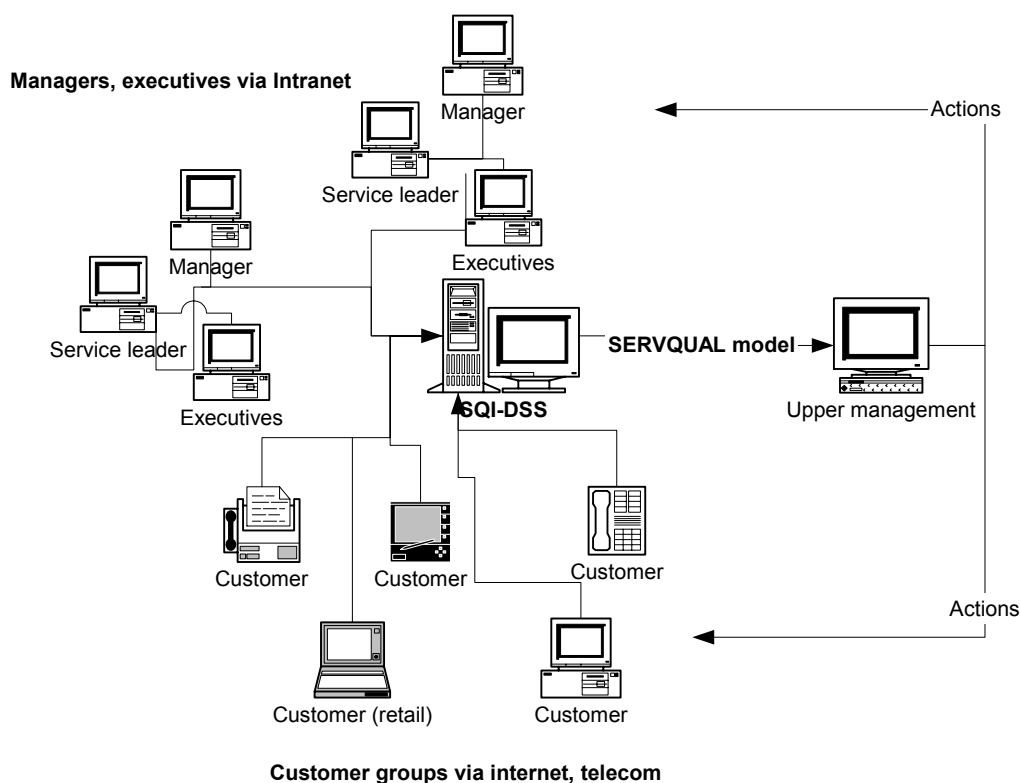 Managers, executives via Intranet
Manager
Actions
Service leader
Manager
Executives
Service leader
SERVQUAL model
Executives
SQI-DSS
Upper management
Customer
Customer
Customer
Actions
Customer (retail)
Customer
Customer groups via internet, telecom